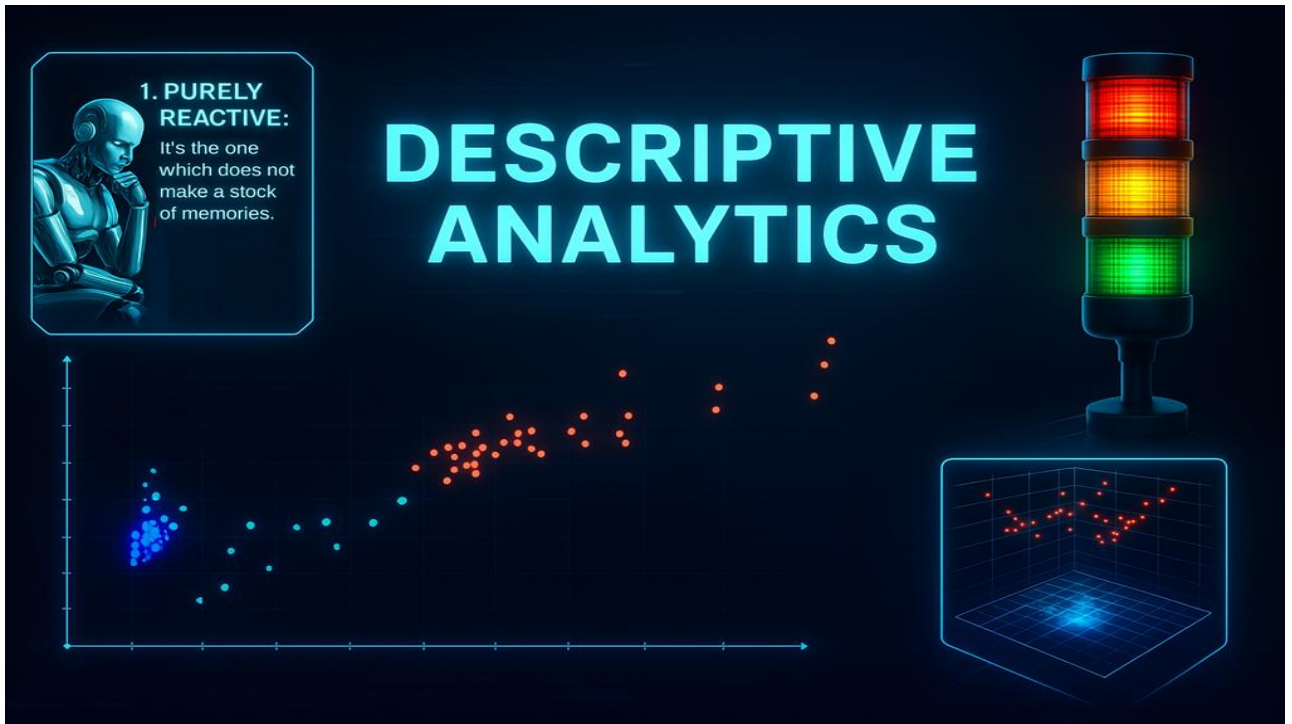 1. PURELY
REACTIVE:
It's the one
which does not
make a stock
of memories.
DESCRIPTIVE
ANALYTICS